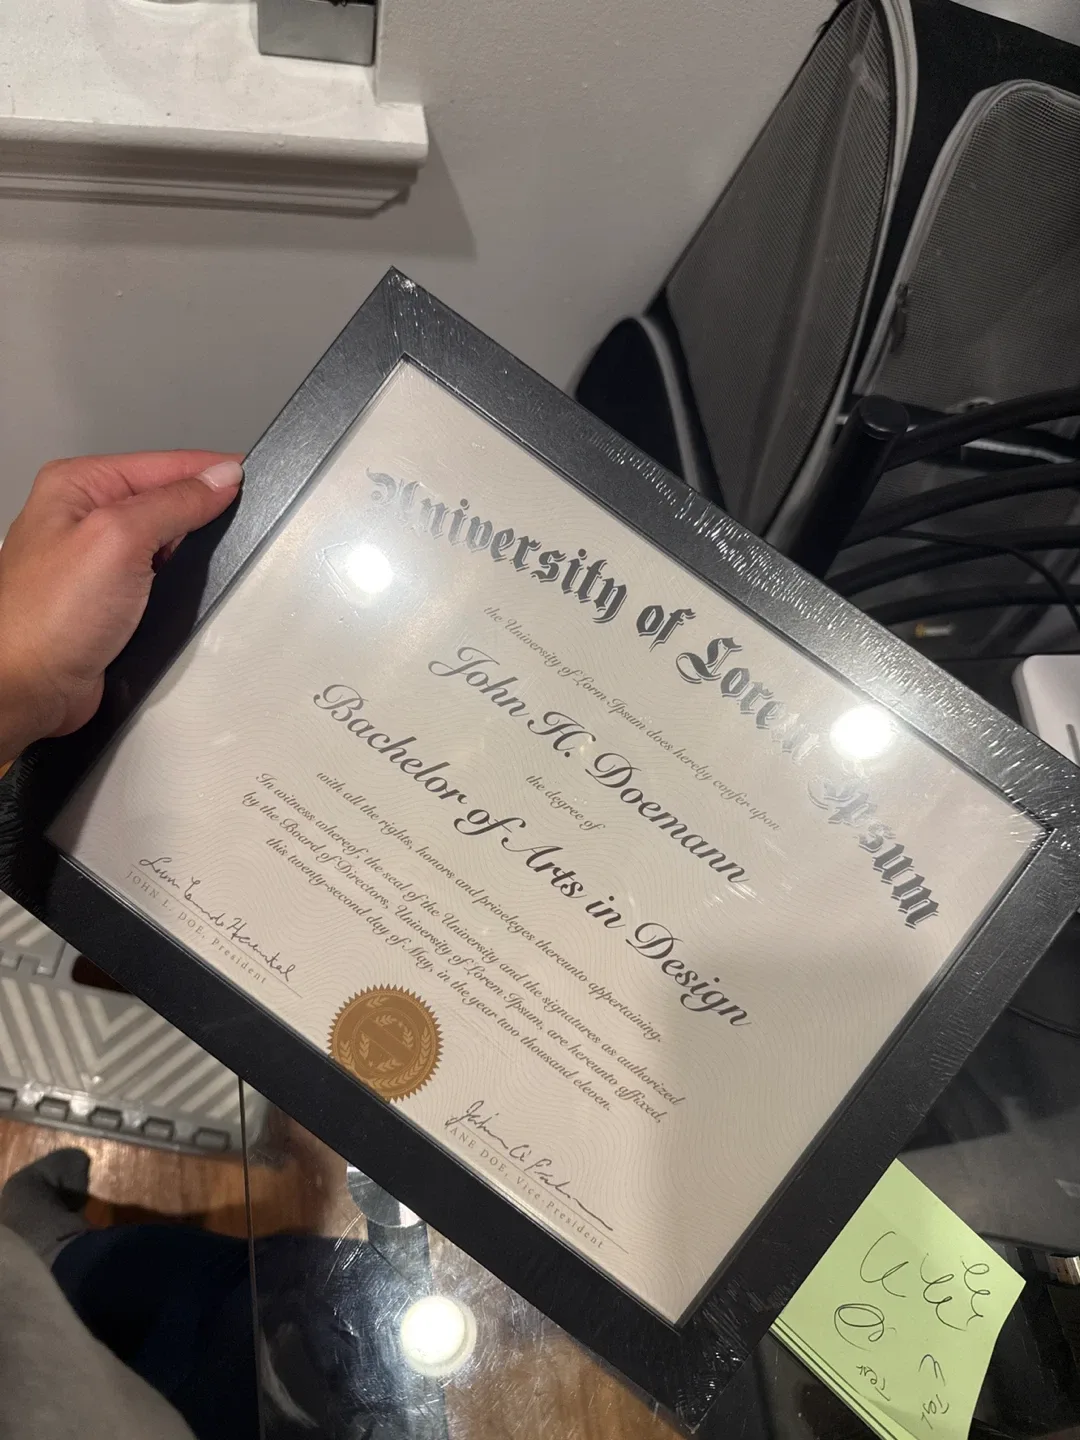 University of Lorem Ipsum
the University of Lorm Ipsum does hereby confer upon
John H. Doemann
the degree of
Bachelor of Arts in Design
with all the rights, honors and priveleges thereunto appertaining.
In witness whereof, the seal of the University and the signatures as authorized
by the Board of Directors, University of Lorem Ipsum, are hereunto affixed,
this twenty-second day of May, in the year two thousand eleven.
JOHN L. DOE, President
JANE DOE, Vice-President